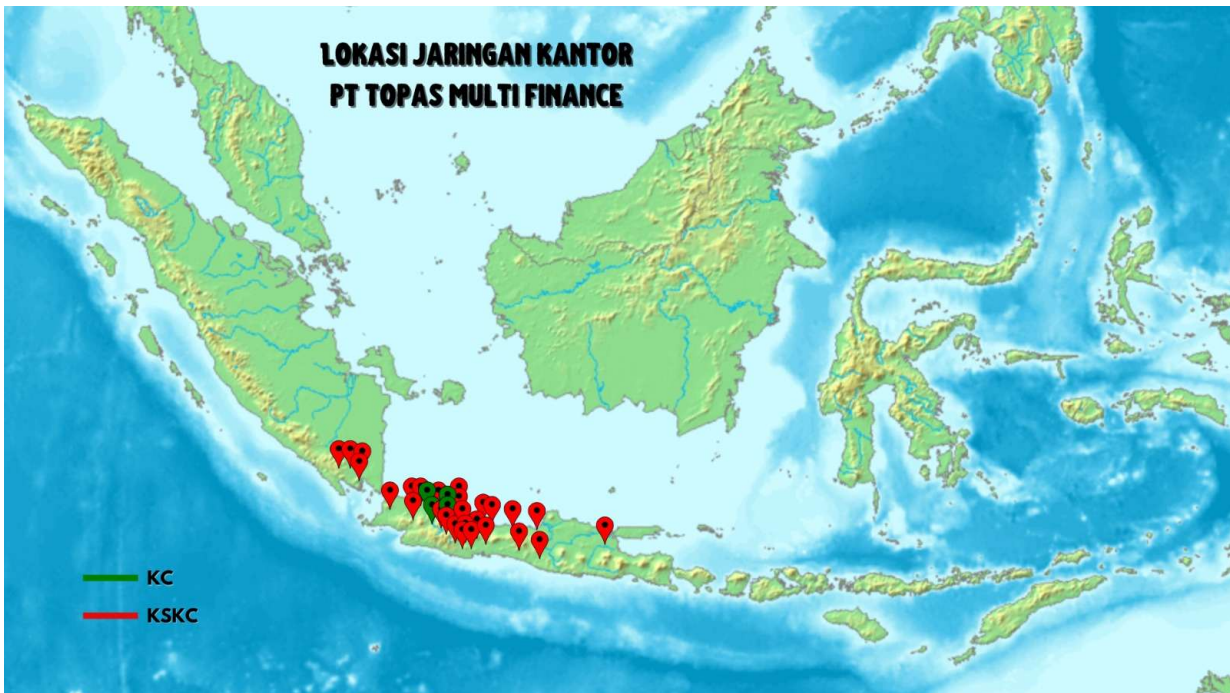 LOKASI JARINGAN KANTOR
PT TOPAS MULTI FINANCE
KC
KSKC